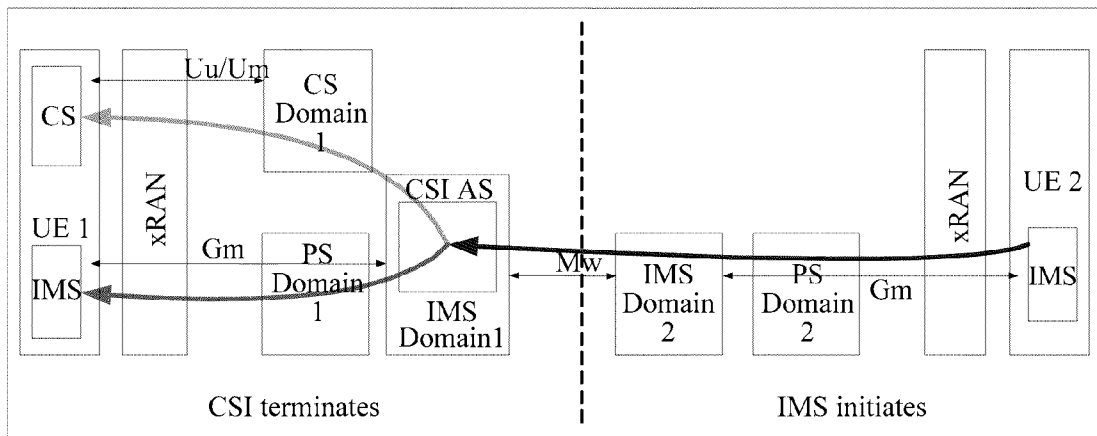 Uu/Um
CS
CS
Domain
1
CSI AS
xRAN
UE 1
Gm
PS
Domain
1
IMS
IMS
Domain1
Mw
IMS
Domain
2
PS
Domain
2
Gm
xRAN
UE 2
IMS
CSI terminates
IMS initiates